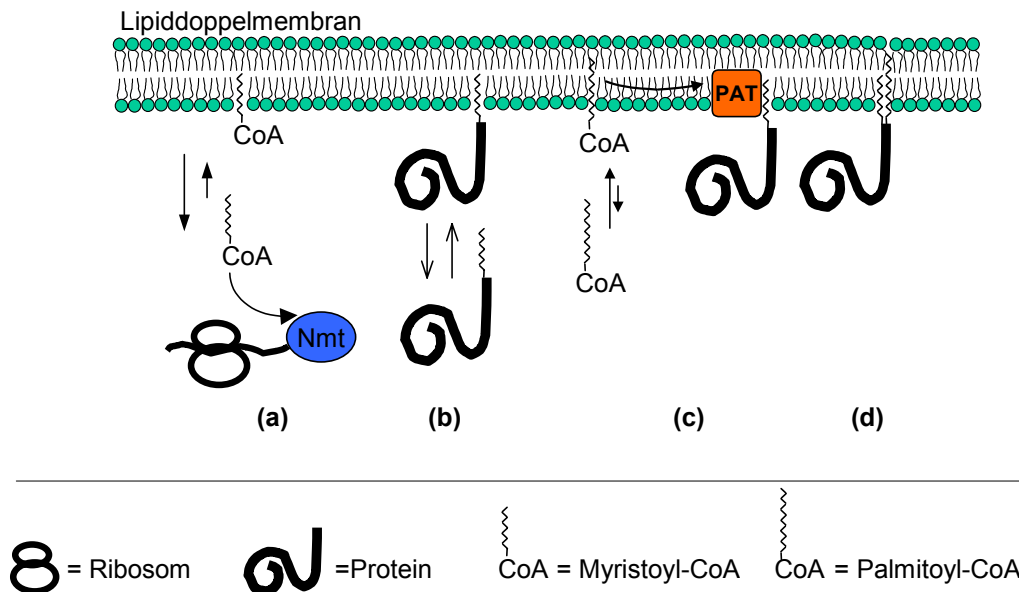 Lipiddoppelmembran
PAT
CoA
CoA
CoA
CoA
Nmt
(a) (b) (c) (d)
= Ribosom =Protein CoA = Myristoyl-CoA CoA = Palmitoyl-CoA